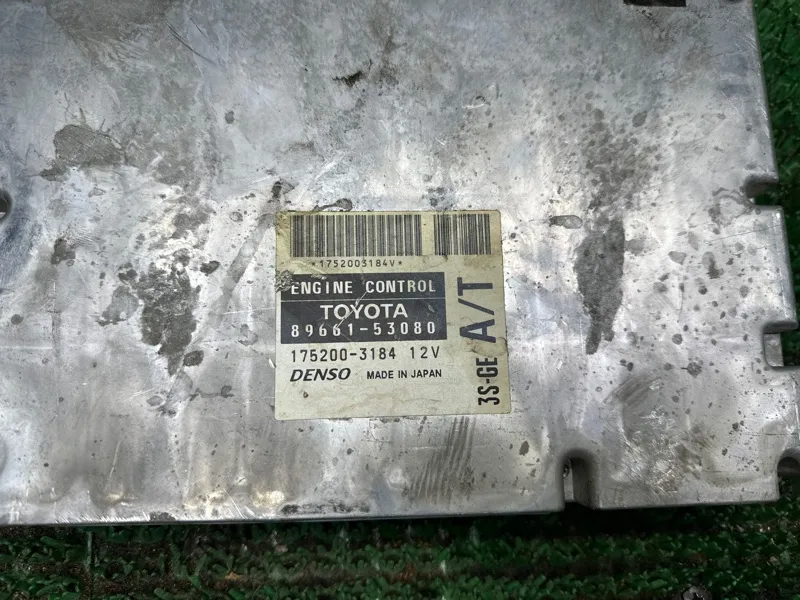 *1752003184V*
ENGINE CONTROL
TOYOTA
89661-53080
175200-3184 12V
DENSO MADE IN JAPAN
3S-GE A/T